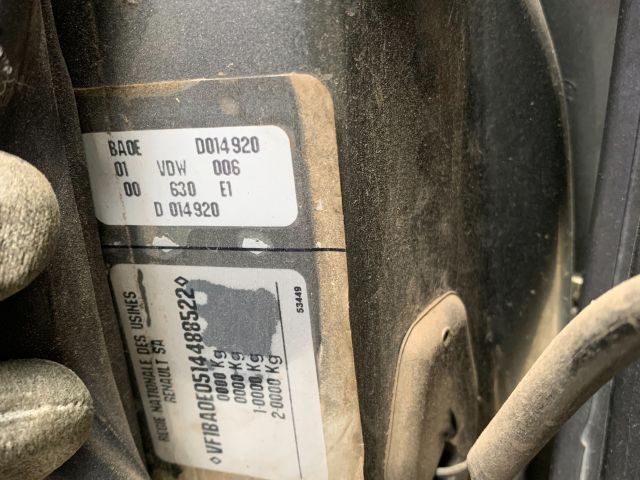 BA0E D014920
01 VDW 006
00 630 E1
D 014920
REGIE NATIONALE DES USINES
RENAULT SA
◇VF1BA0E0514488522◇
0000 Kg
0000 Kg
1-0000 Kg
2-0000 Kg
53449